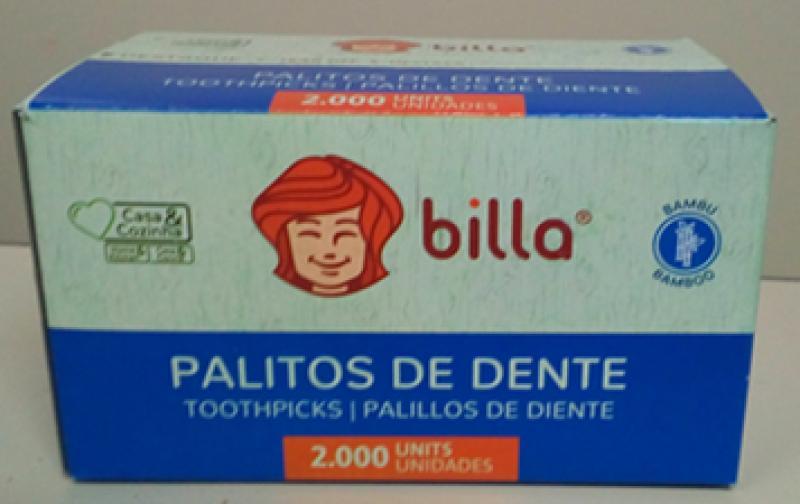 billa
PALITOS DE DENTE
TOOTHPICKS | PALILLOS DE DIENTE
2.000 UNITS
UNIDADES
Casa &
Cozinha
billa®
BAMBU
BAMBOO
PALITOS DE DENTE
TOOTHPICKS | PALILLOS DE DIENTE
2.000 UNITS
UNIDADES